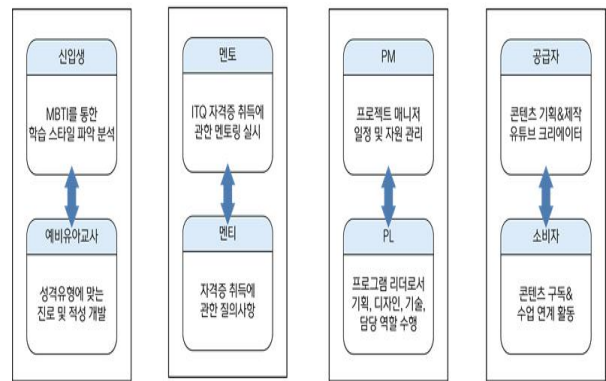 신입생
MBTI를 통한
학습 스타일 파악 분석
예비유아교사
성격유형에 맞는
진로 및 적성 개발
멘토
ITQ 자격증 취득에
관한 멘토링 실시
멘티
자격증 취득에
관한 질의사항
PM
프로젝트 매니저
일정 및 자원 관리
PL
프로그램 리더로서
기획, 디자인, 기술,
담당 역할 수행
공급자
콘텐츠 기획&제작
유튜브 크리에이터
소비자
콘텐츠 구독&
수업 연계 활동